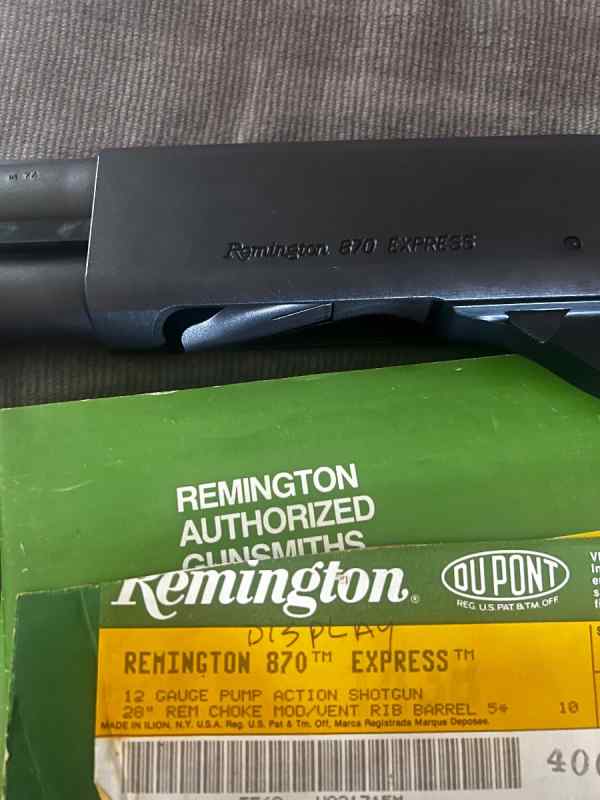 Remington 870 EXPRESS
REMINGTON
AUTHORIZED
GUNSMITHS
Remington®
DU PONT
REG. U.S. PAT & TM. OFF.
DISPLAY
REMINGTON 870™ EXPRESS™
12 GAUGE PUMP ACTION SHOTGUN
28" REM CHOKE MOD/VENT RIB BARREL 5* 10
MADE IN ILION, N.Y. U.S.A. Reg. U.S. Pat & Tm. Off, Marca Registrada Marque Deposee.